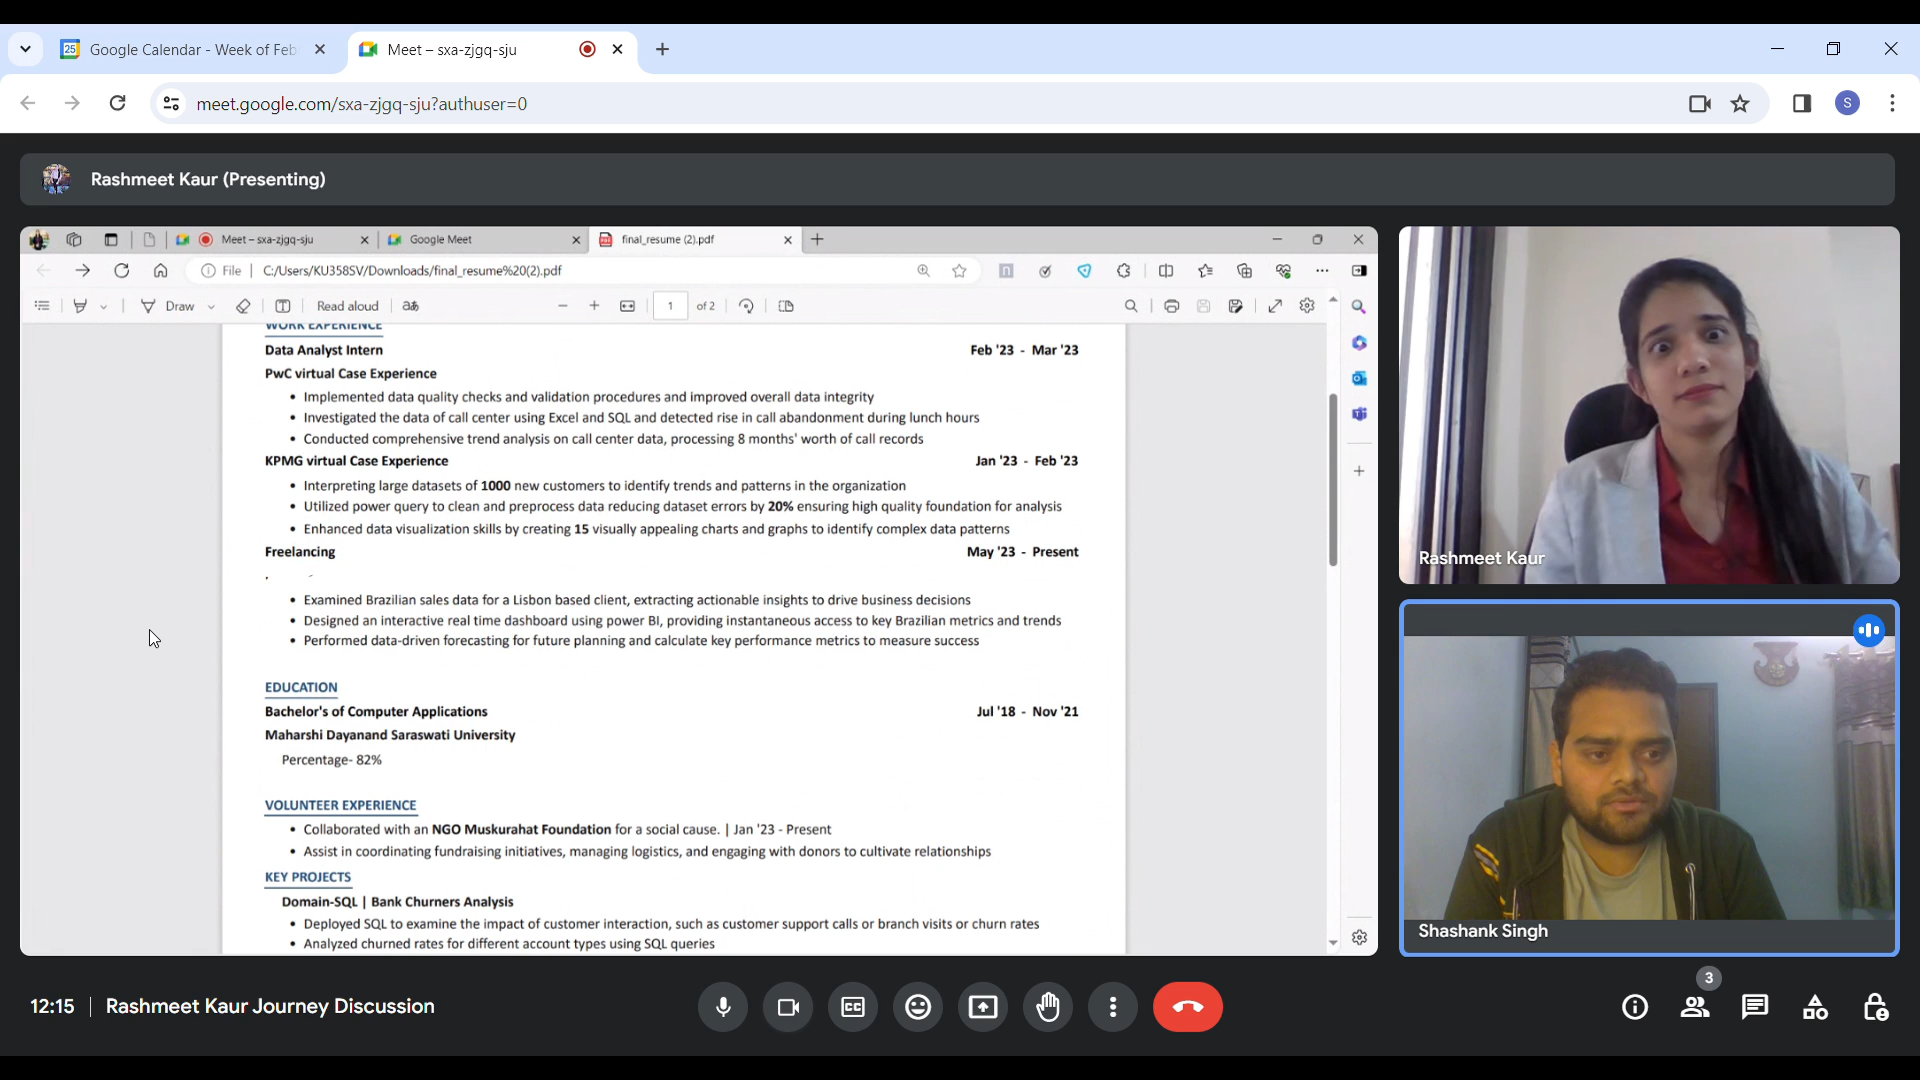 Google Calendar - Week of Feb
Meet – sxa-zjgq-sju
meet.google.com/sxa-zjgq-sju?authuser=0
S
Rashmeet Kaur (Presenting)
Meet – sxa-zjgq-sju
Google Meet
final_resume (2).pdf
File | C:/Users/KU358SV/Downloads/final_resume%20(2).pdf
Draw
Read aloud
1 of 2
WORK EXPERIENCE
Data Analyst Intern Feb '23 - Mar '23
PwC virtual Case Experience
• Implemented data quality checks and validation procedures and improved overall data integrity
• Investigated the data of call center using Excel and SQL and detected rise in call abandonment during lunch hours
• Conducted comprehensive trend analysis on call center data, processing 8 months' worth of call records
KPMG virtual Case Experience Jan '23 - Feb '23
• Interpreting large datasets of 1000 new customers to identify trends and patterns in the organization
• Utilized power query to clean and preprocess data reducing dataset errors by 20% ensuring high quality foundation for analysis
• Enhanced data visualization skills by creating 15 visually appealing charts and graphs to identify complex data patterns
Freelancing May '23 - Present
• Examined Brazilian sales data for a Lisbon based client, extracting actionable insights to drive business decisions
• Designed an interactive real time dashboard using power BI, providing instantaneous access to key Brazilian metrics and trends
• Performed data-driven forecasting for future planning and calculate key performance metrics to measure success
EDUCATION
Bachelor's of Computer Applications Jul '18 - Nov '21
Maharshi Dayanand Saraswati University
Percentage- 82%
VOLUNTEER EXPERIENCE
• Collaborated with an NGO Muskurahat Foundation for a social cause. | Jan '23 - Present
• Assist in coordinating fundraising initiatives, managing logistics, and engaging with donors to cultivate relationships
KEY PROJECTS
Domain-SQL | Bank Churners Analysis
• Deployed SQL to examine the impact of customer interaction, such as customer support calls or branch visits or churn rates
• Analyzed churned rates for different account types using SQL queries
Rashmeet Kaur
Shashank Singh
12:15 | Rashmeet Kaur Journey Discussion
3